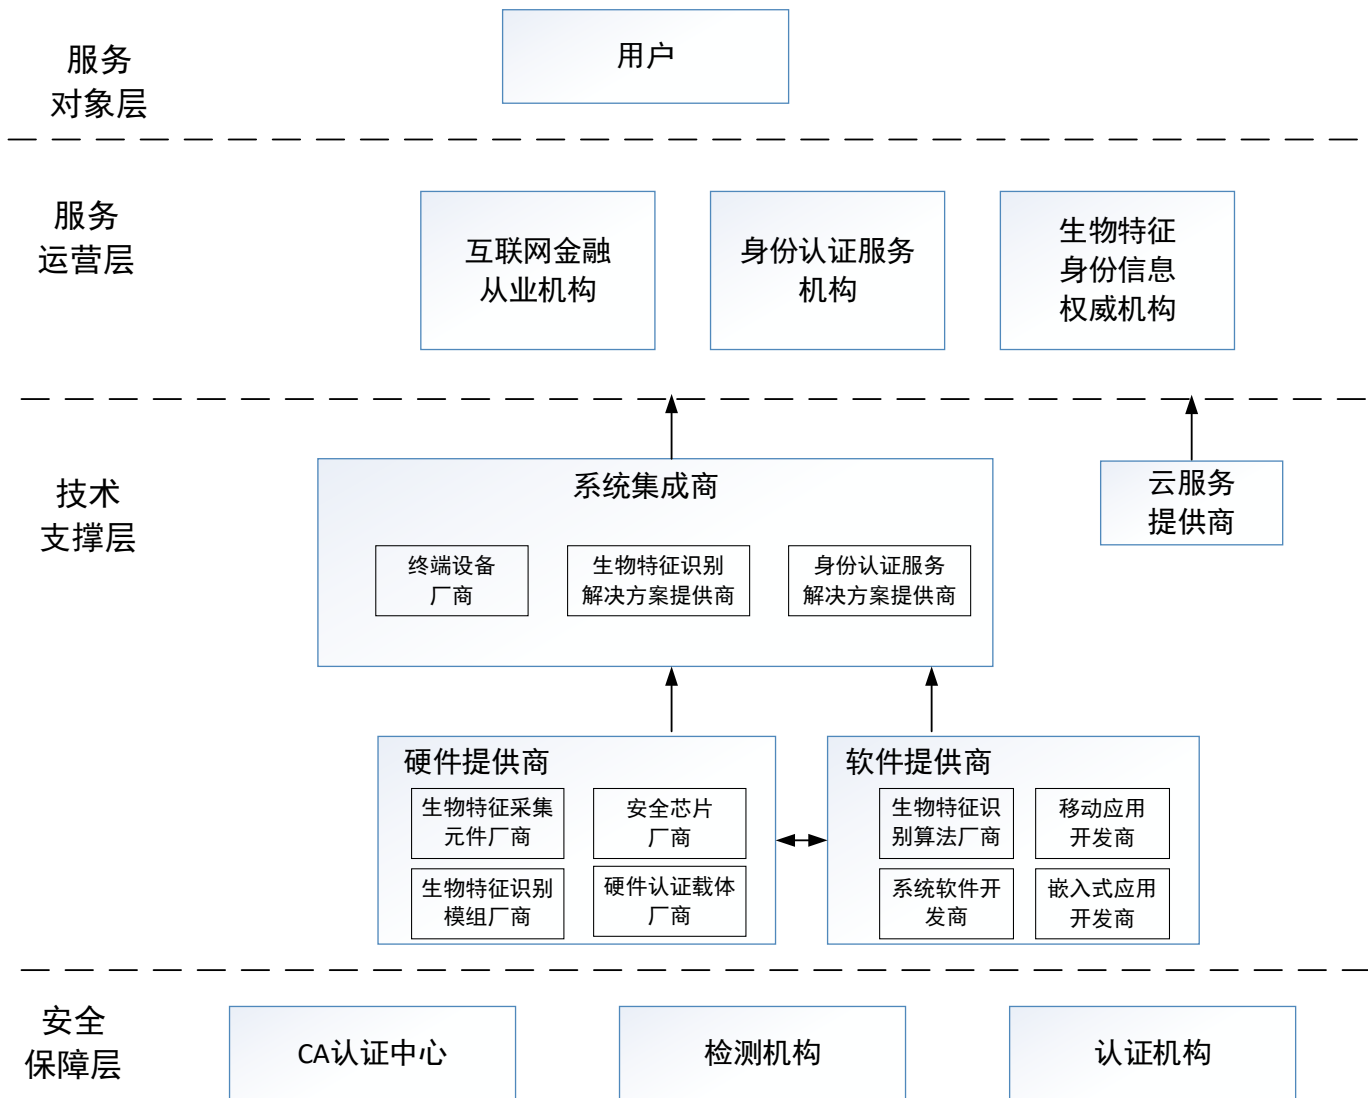 服务
对象层
用户
服务
运营层
互联网金融
从业机构
身份认证服务
机构
生物特征
身份信息
权威机构
技术
支撑层
系统集成商
终端设备
厂商
生物特征识别
解决方案提供商
身份认证服务
解决方案提供商
云服务
提供商
硬件提供商
生物特征采集
元件厂商
安全芯片
厂商
生物特征识别
模组厂商
硬件认证载体
厂商
软件提供商
生物特征识
别算法厂商
移动应用
开发商
系统软件开
发商
嵌入式应用
开发商
安全
保障层
CA认证中心
检测机构
认证机构